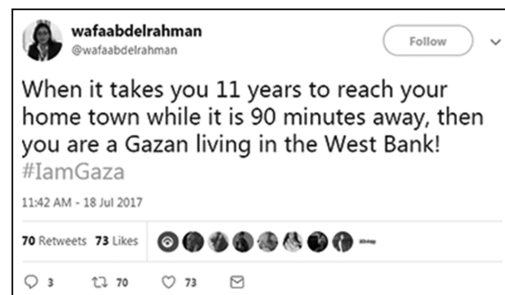 wafaabdelrahman
@wafaabdelrahman
Follow
When it takes you 11 years to reach your
home town while it is 90 minutes away, then
you are a Gazan living in the West Bank!
#IamGaza
11:42 AM - 18 Jul 2017
70 Retweets 73 Likes
3 70 73